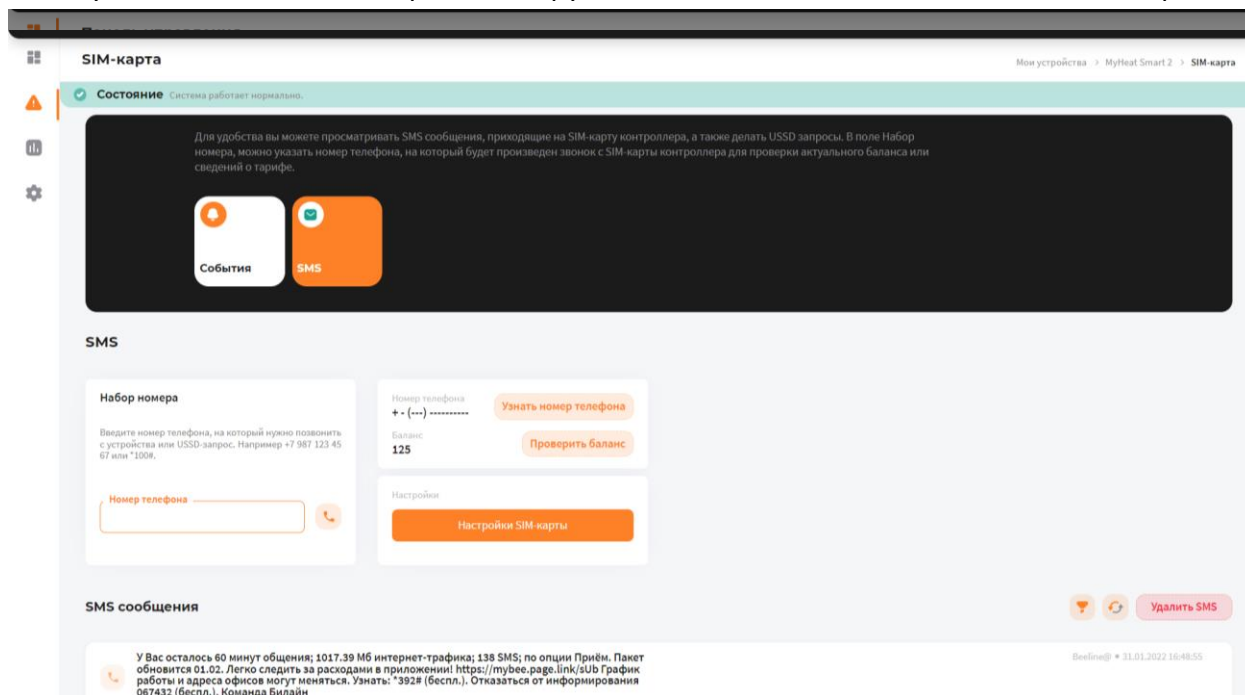 SIM-карта
Мои устройства > MyHeat Smart 2 > SIM-карта
Состояние Система работает нормально.
Для удобства вы можете просматривать SMS сообщения, приходящие на SIM-карту контроллера, а также делать USSD запросы. В поле Набор
номера, можно указать номер телефона, на который будет произведен звонок с SIM-карты контроллера для проверки актуального баланса или
сведений о тарифе.
События
SMS
SMS
Набор номера
Введите номер телефона, на который нужно позвонить
с устройства или USSD-запрос. Например +7 987 123 45
67 или *100#.
Номер телефона
Номер телефона
+ - (---) ----------
Узнать номер телефона
Баланс
125
Проверить баланс
Настройки
Настройки SIM-карты
SMS сообщения
Удалить SMS
У Вас осталось 60 минут общения; 1017.39 Мб интернет-трафика; 138 SMS; по опции Приём. Пакет
обновится 01.02. Легко следить за расходами в приложении! https://mybee.page.link/sUb График
работы и адреса офисов могут меняться. Узнать: *392# (беспл.). Отказаться от информирования
067432 (беспл.). Команда Билайн
Beeline@ • 31.01.2022 16:48:55